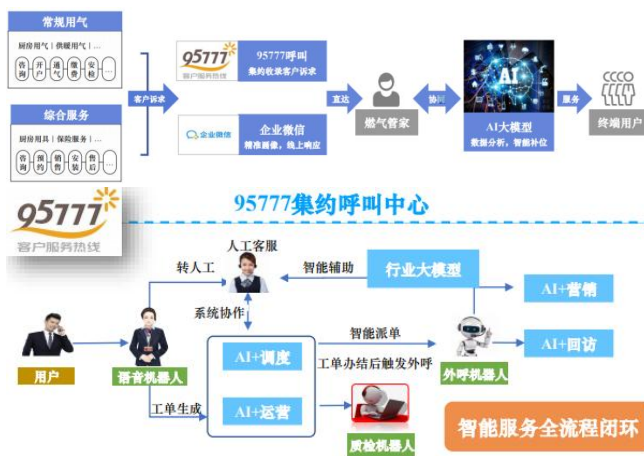 常规用气
厨房用气 | 供暖用气 | ...
咨询 开户 通气 缴费 安检 ...
综合服务
厨房用具 | 保险服务 | ...
咨询 预约 销售 安装 售后 ...
客户诉求
95777
客户服务热线
95777呼叫
集约收录客户诉求
企业微信
企业微信
精准画像，线上响应
直达
燃气管家
协同
AI
AI大模型
数据分析，智能补位
服务
终端用户
95777
客户服务热线
95777集约呼叫中心
人工客服
转人工
智能辅助
行业大模型
AI+营销
系统协作
智能派单
AI+调度
工单办结后触发外呼
AI+回访
用户
语音机器人
外呼机器人
工单生成
AI+运营
质检机器人
智能服务全流程闭环